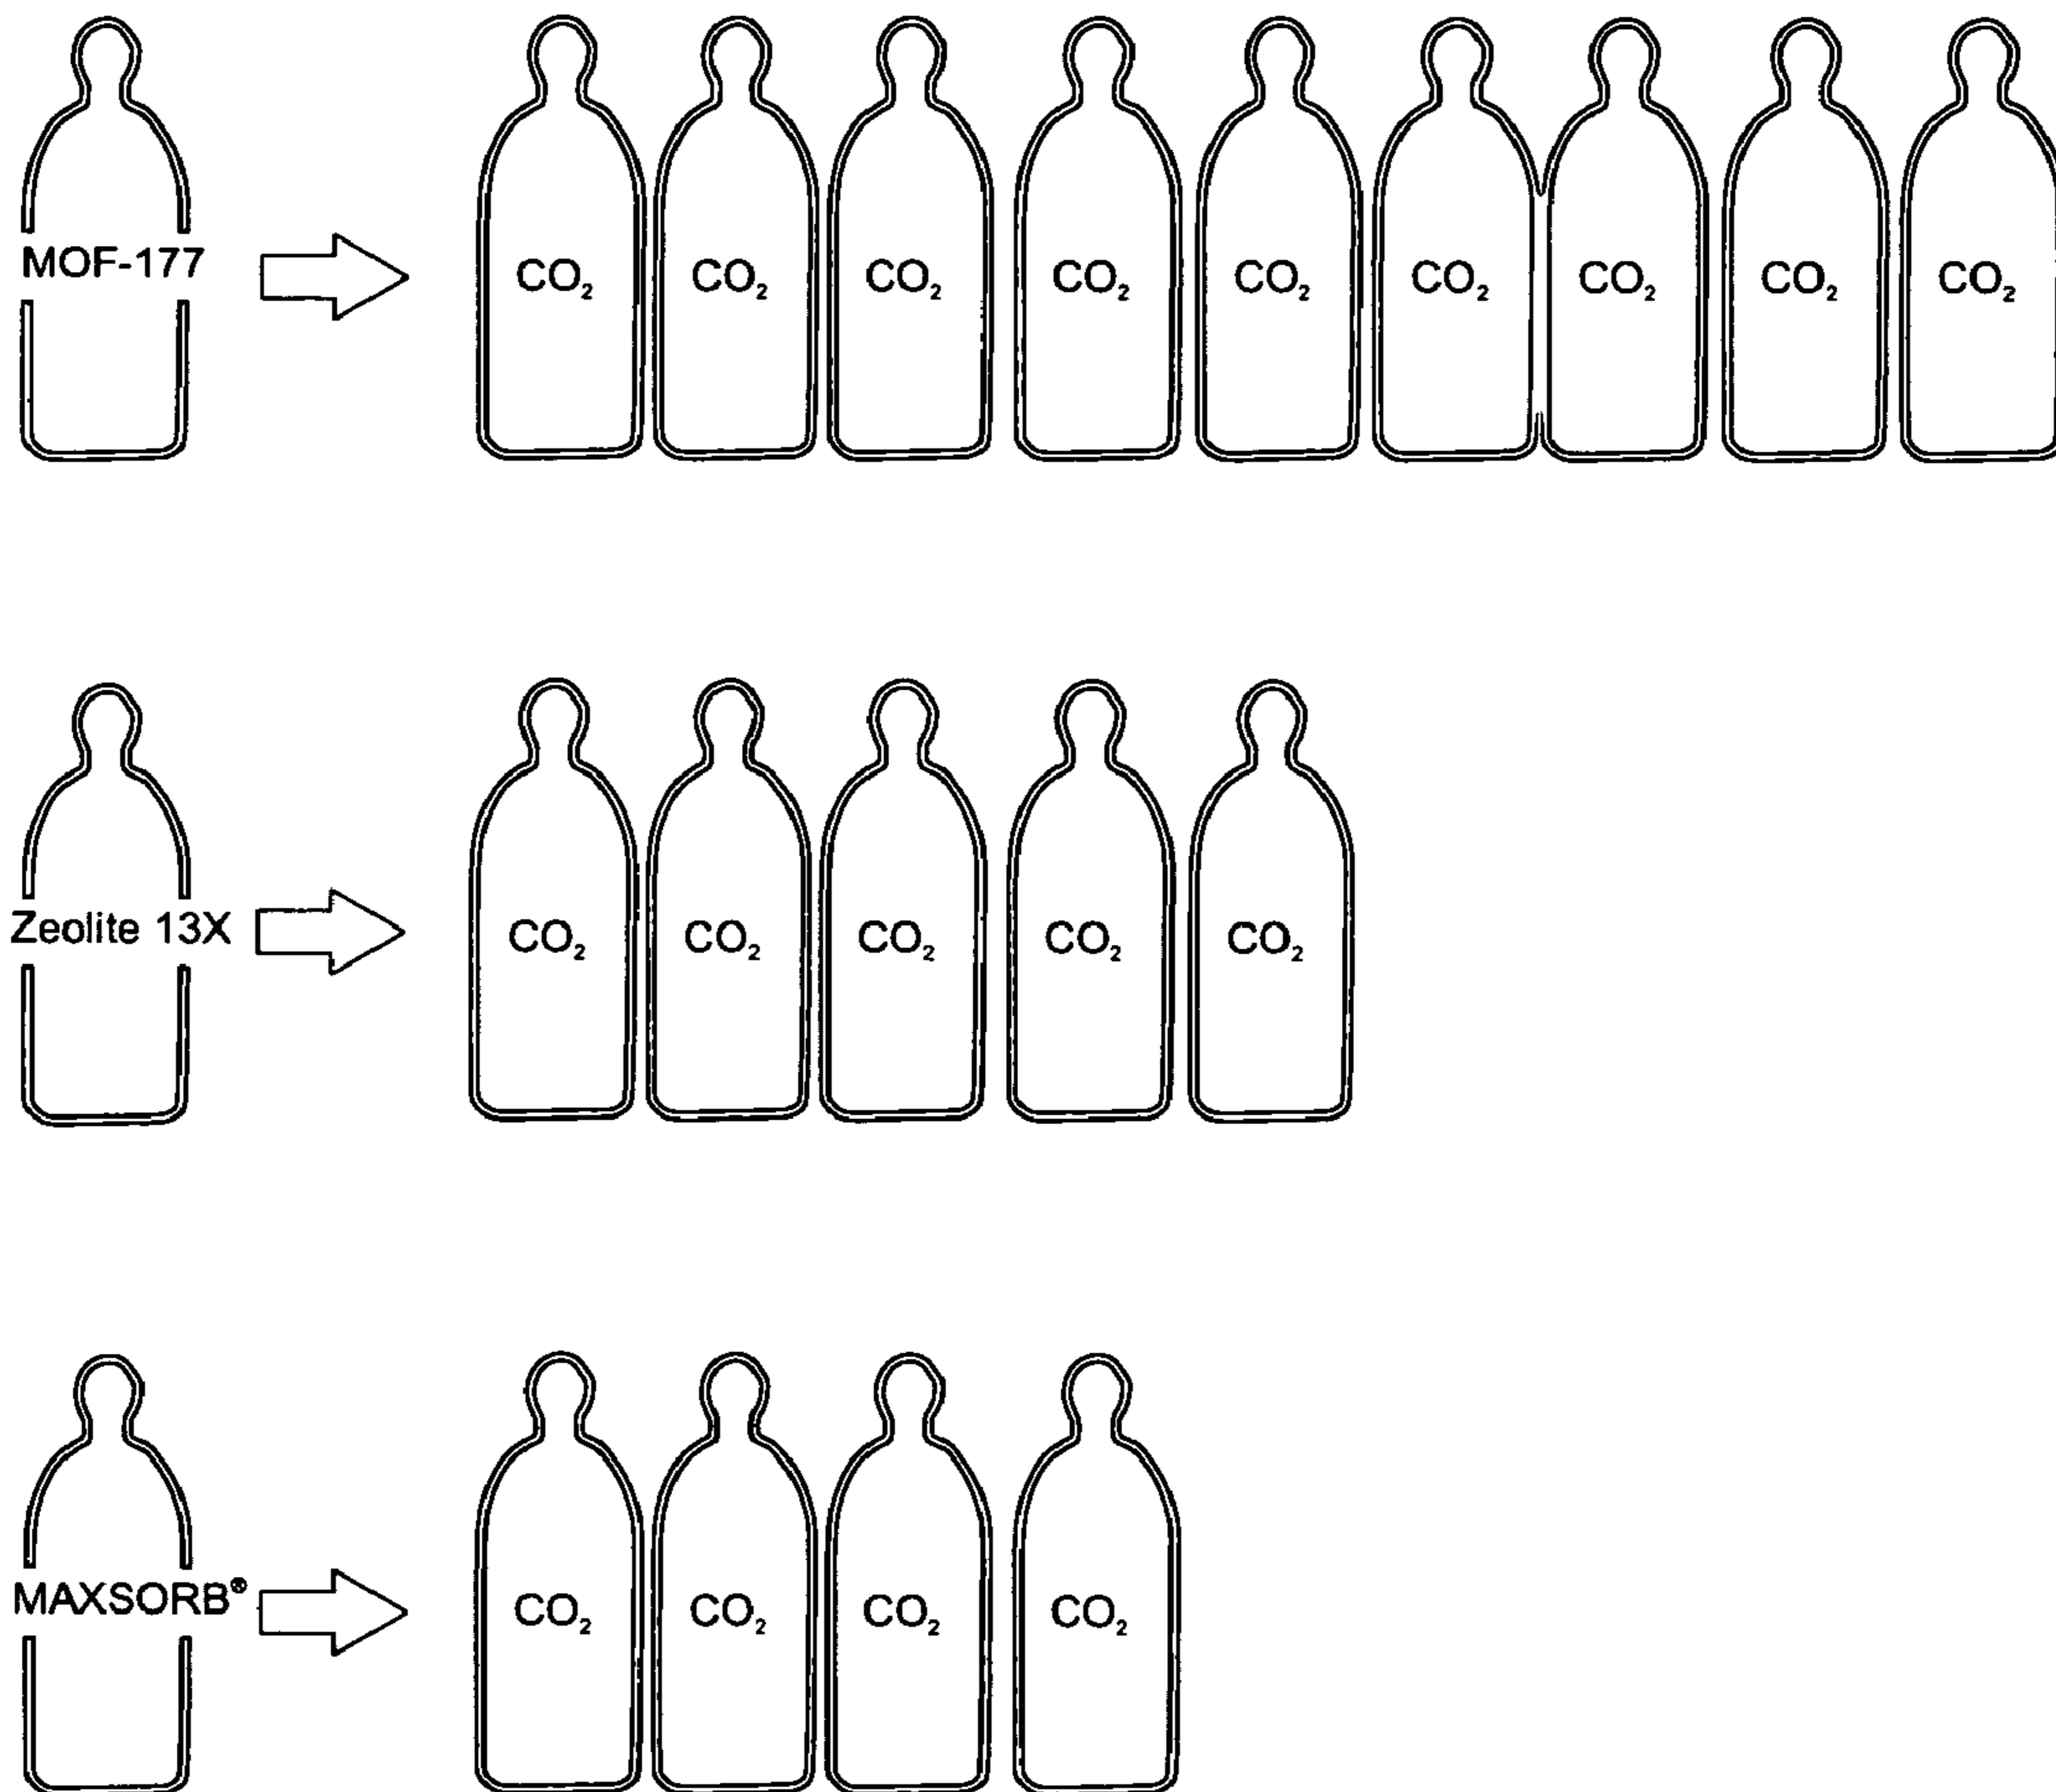 MOF-177 CO₂ CO₂ CO₂ CO₂ CO₂ CO₂ CO₂ CO₂ CO₂
Zeolite 13X CO₂ CO₂ CO₂ CO₂ CO₂
MAXSORB® CO₂ CO₂ CO₂ CO₂